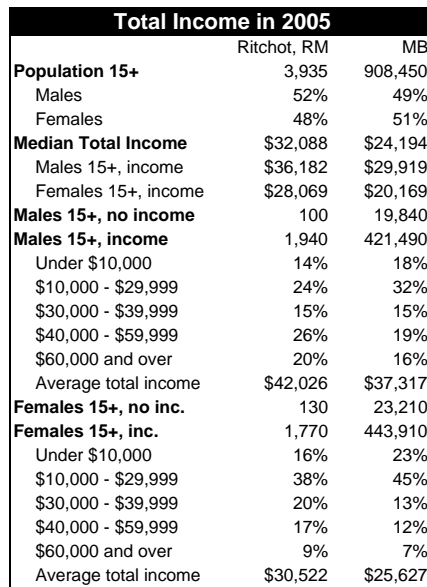 Total Income in 2005
Ritchot, RM MB
Population 15+ 3,935 908,450
Males 52% 49%
Females 48% 51%
Median Total Income $32,088 $24,194
Males 15+, income $36,182 $29,919
Females 15+, income $28,069 $20,169
Males 15+, no income 100 19,840
Males 15+, income 1,940 421,490
Under $10,000 14% 18%
$10,000 - $29,999 24% 32%
$30,000 - $39,999 15% 15%
$40,000 - $59,999 26% 19%
$60,000 and over 20% 16%
Average total income $42,026 $37,317
Females 15+, no inc. 130 23,210
Females 15+, inc. 1,770 443,910
Under $10,000 16% 23%
$10,000 - $29,999 38% 45%
$30,000 - $39,999 20% 13%
$40,000 - $59,999 17% 12%
$60,000 and over 9% 7%
Average total income $30,522 $25,627